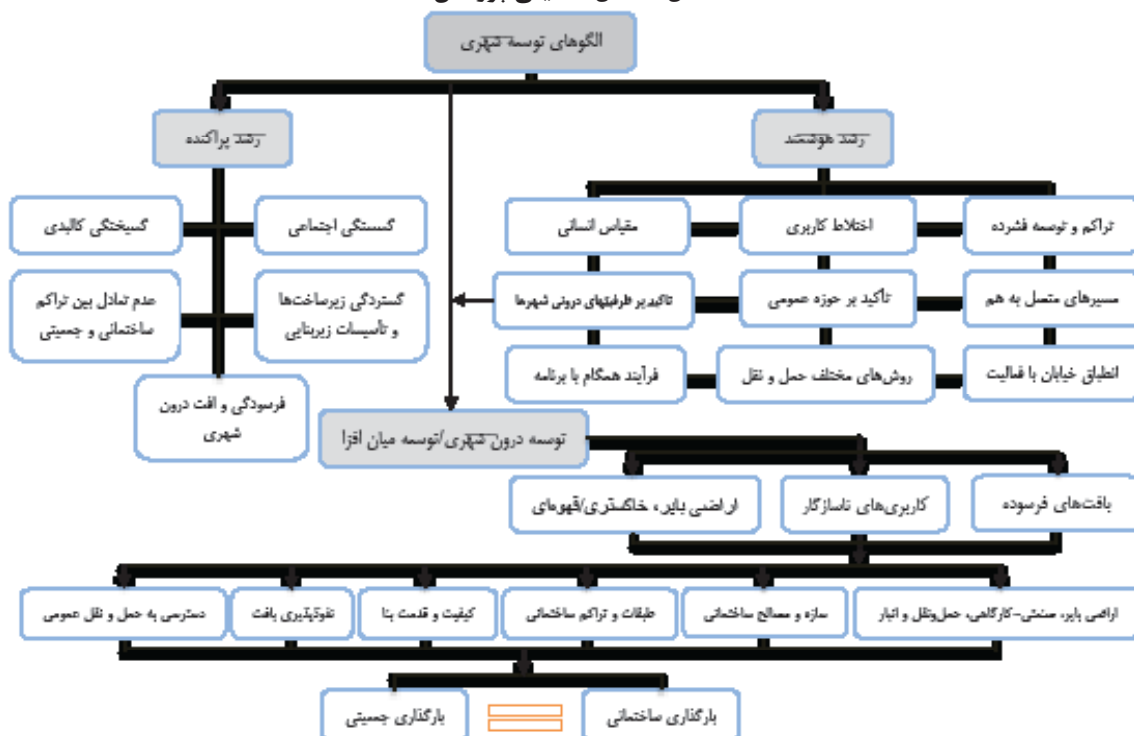 الگوهای توسعه شهری
رشد هوشمند
رشد پراکنده
تراکم و توسعه فشرده
اختلاط کاربری
مقیاس انسانی
گسستگی اجتماعی
گسیختگی کالبدی
مسیرهای متصل به هم
تأکید بر حوزه عمومی
تاکید بر ظرفیتهای درونی شهرها
گستردگی زیرساخت‌ها
و تأسیسات زیربنایی
عدم تعادل بین تراکم
ساختمانی و جمعیتی
انطباق خیابان با فعالیت
روش‌های مختلف حمل و نقل
فرآیند همگام با برنامه
فرسودگی و افت درون
شهری
توسعه درون شهری/توسعه میان افزا
بافت‌های فرسوده
کاربری‌های ناسازگار
اراضی بایر، خاکستری/قهوه‌ای
اراضی بایر، صنعتی-کارگاهی، حمل‌ونقل و انبار
سازه و مصالح ساختمانی
طبقات و تراکم ساختمانی
کیفیت و قدمت بنا
نفوذپذیری بافت
دسترسی به حمل و نقل عمومی
بارگذاری ساختمانی
بارگذاری جمعیتی